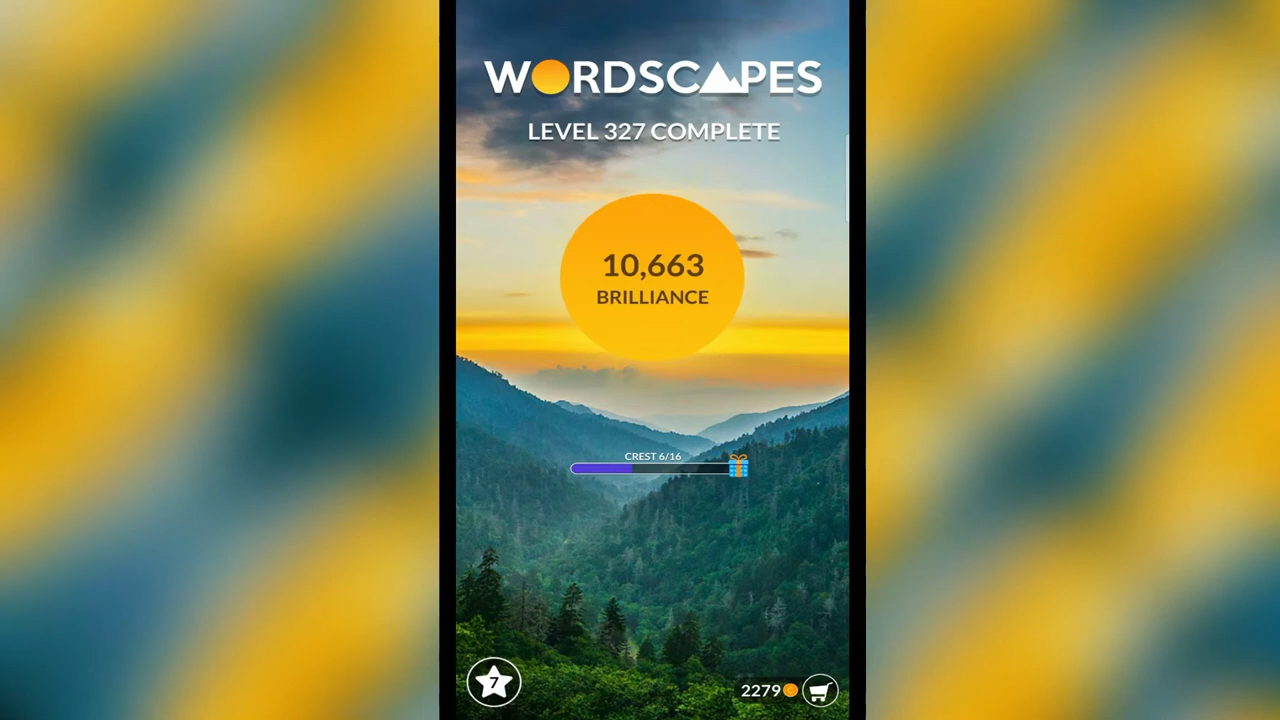 WORDSCAPES
LEVEL 327 COMPLETE
10,663
BRILLIANCE
CREST 6/16
7
2279